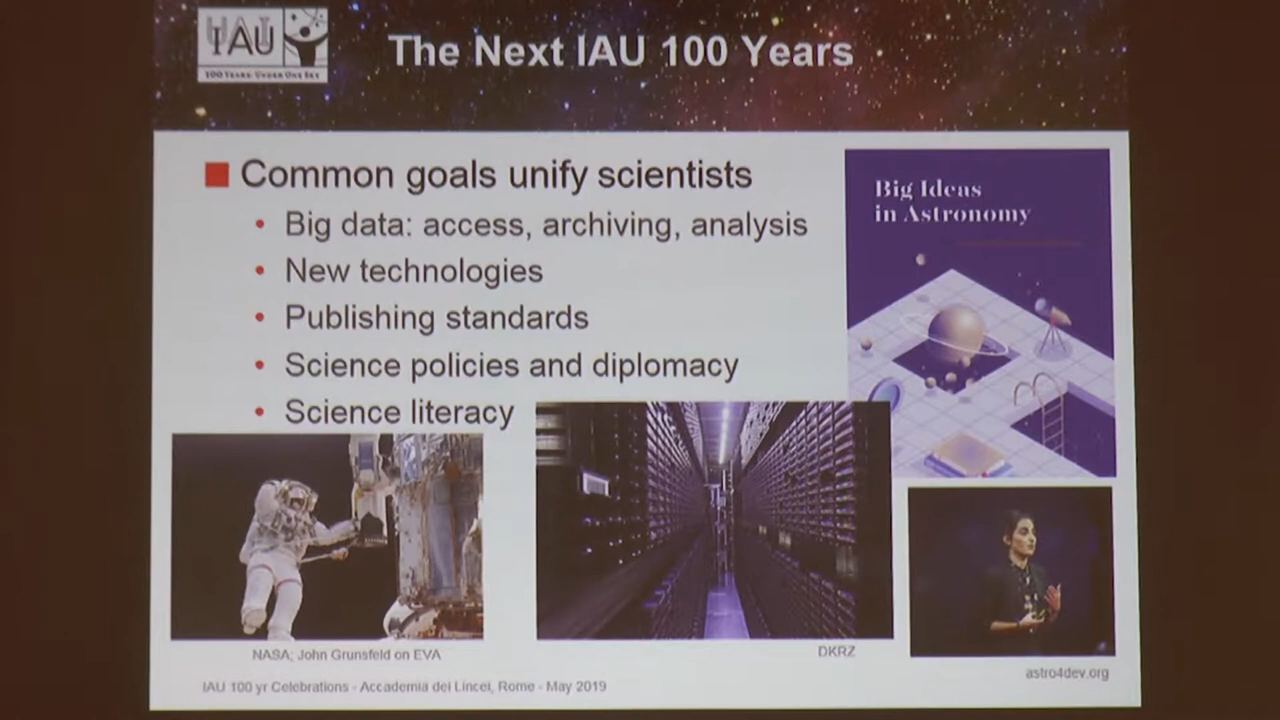 IAU
100 YEARS: UNDER ONE SKY
The Next IAU 100 Years
Common goals unify scientists
• Big data: access, archiving, analysis
• New technologies
• Publishing standards
• Science policies and diplomacy
• Science literacy
Big Ideas
in Astronomy
NASA; John Grunsfeld on EVA
DKRZ
astro4dev.org
IAU 100 yr Celebrations - Accademia dei Lincei, Rome - May 2019